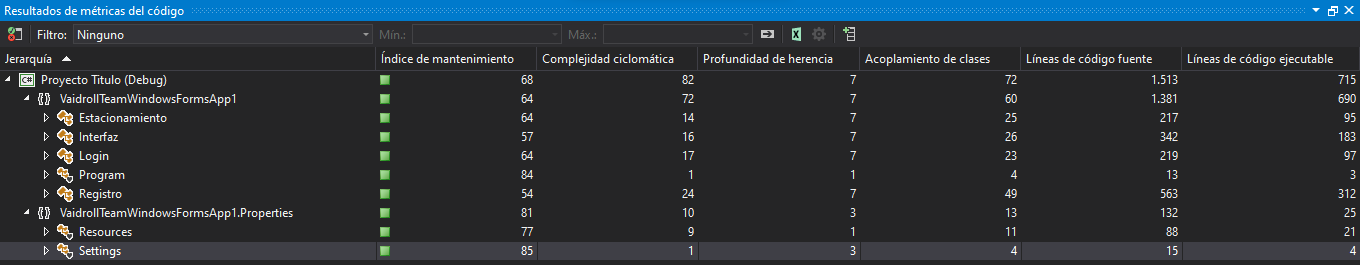 Resultados de métricas del código
Filtro: Ninguno Mín.: Máx.:
Jerarquía Índice de mantenimiento Complejidad ciclomática Profundidad de herencia Acoplamiento de clases Líneas de código fuente Líneas de código ejecutable
C# Proyecto Titulo (Debug) 68 82 7 72 1.513 715
{} VaidrollTeamWindowsFormsApp1 64 72 7 60 1.381 690
Estacionamiento 64 14 7 25 217 95
Interfaz 57 16 7 26 342 183
Login 64 17 7 23 219 97
Program 84 1 1 4 13 3
Registro 54 24 7 49 563 312
{} VaidrollTeamWindowsFormsApp1.Properties 81 10 3 13 132 25
Resources 77 9 1 11 88 21
Settings 85 1 3 4 15 4